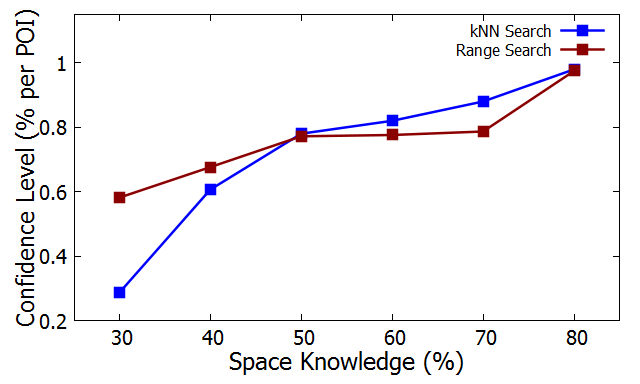 kNN Search
Range Search
Confidence Level (% per POI)
1
0.8
0.6
0.4
0.2
30 40 50 60 70 80
Space Knowledge (%)